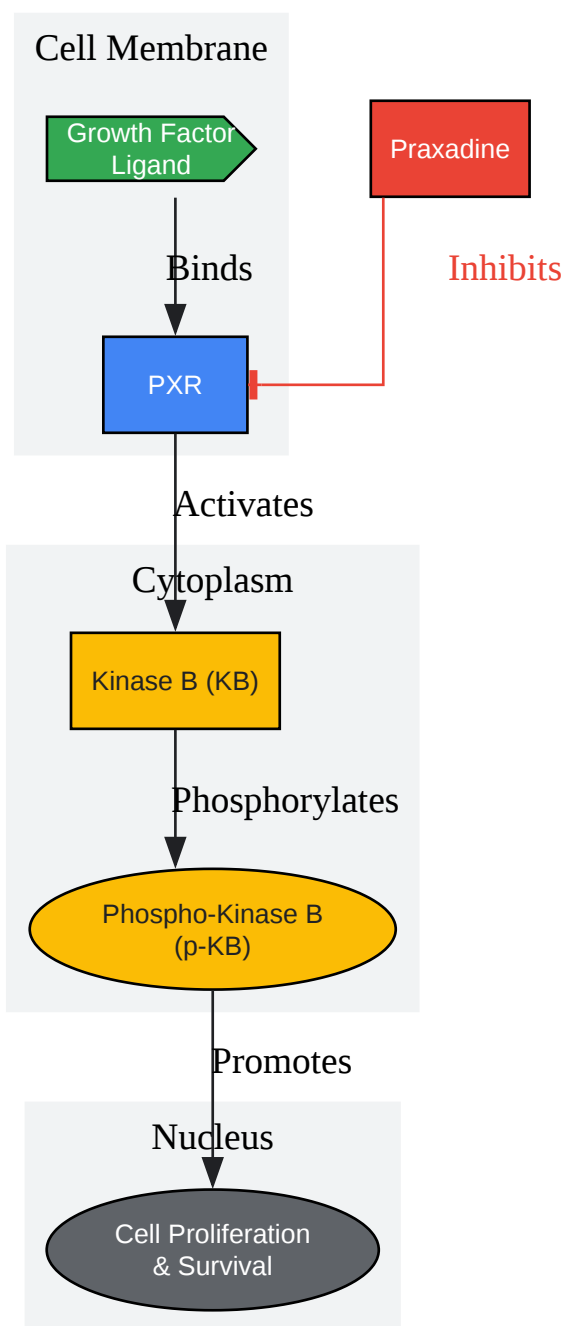 Cell Membrane
Growth Factor
Ligand
Praxadine
Binds
Inhibits
PXR
Activates
Cytoplasm
Kinase B (KB)
Phosphorylates
Phospho-Kinase B
(p-KB)
Promotes
Nucleus
Cell Proliferation
& Survival